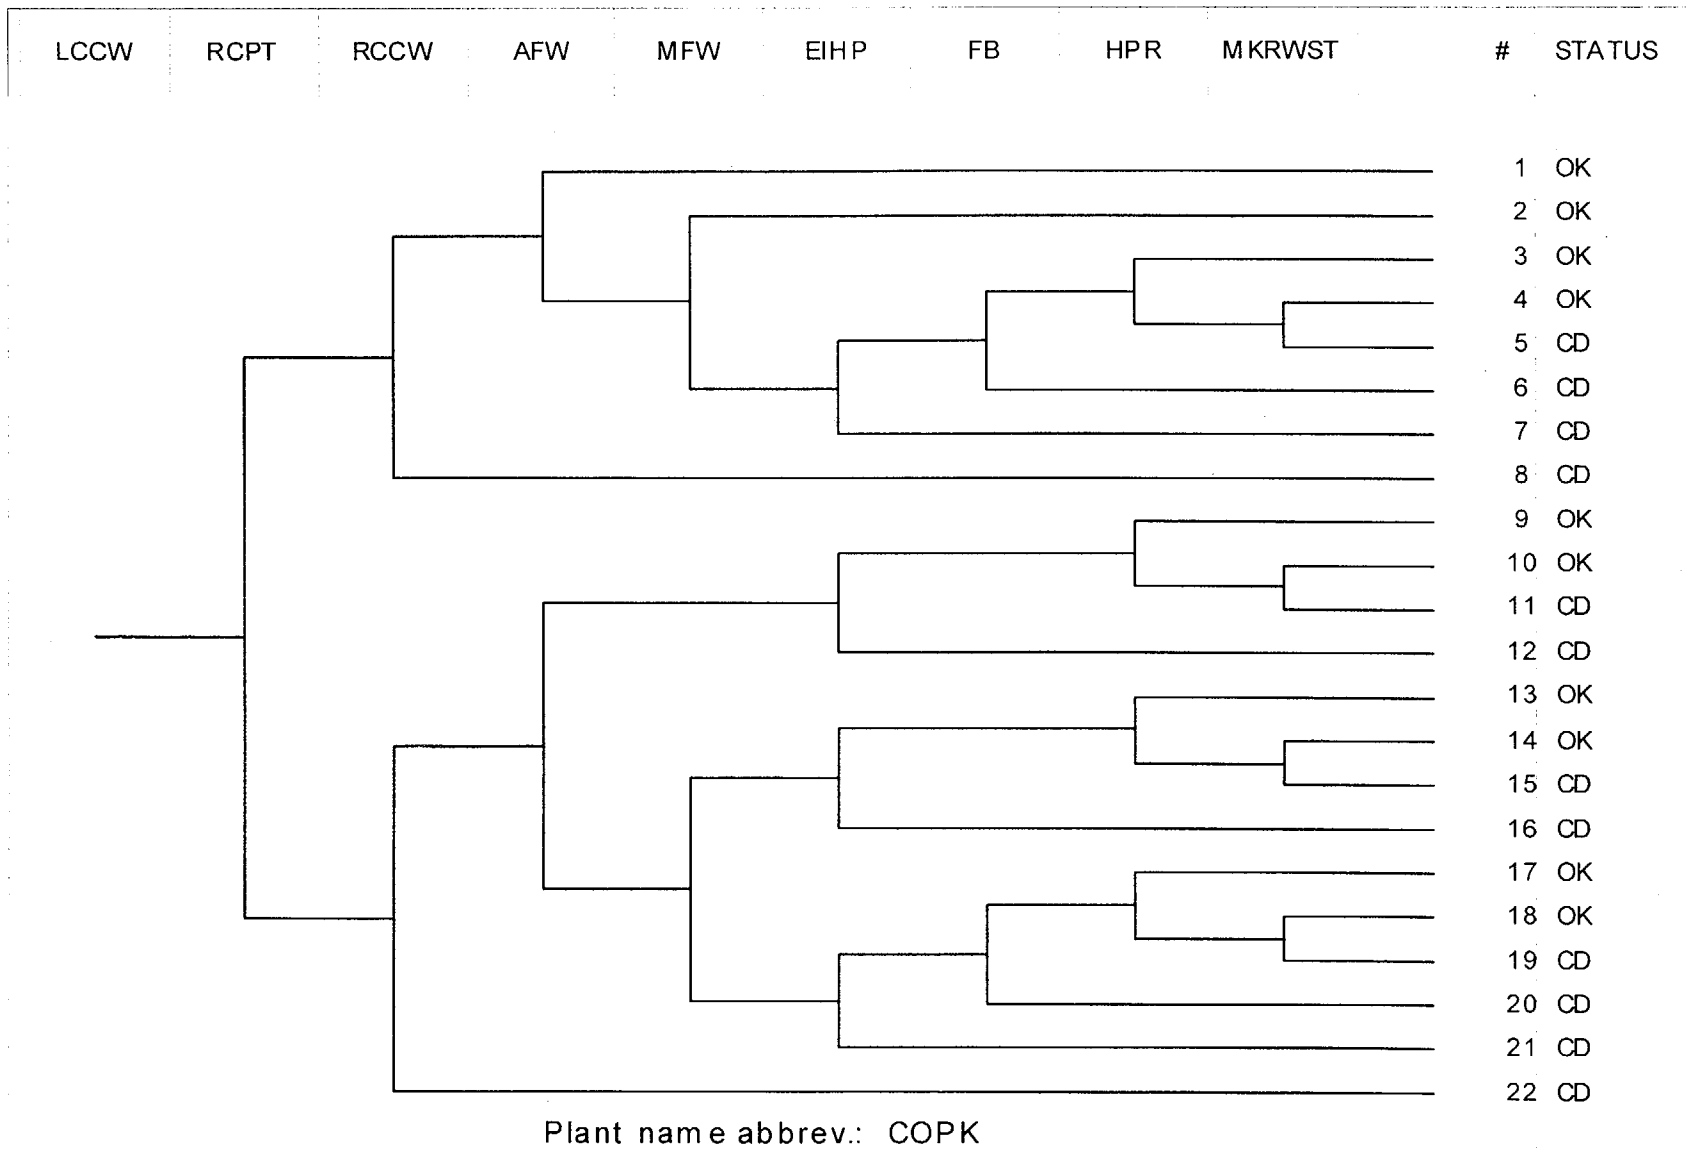 LCCW RCPT RCCW AFW MFW EIHP FB HPR MKRWST # STATUS
1 OK
2 OK
3 OK
4 OK
5 CD
6 CD
7 CD
8 CD
9 OK
10 OK
11 CD
12 CD
13 OK
14 OK
15 CD
16 CD
17 OK
18 OK
19 CD
20 CD
21 CD
22 CD
Plant name abbrev.: COPK